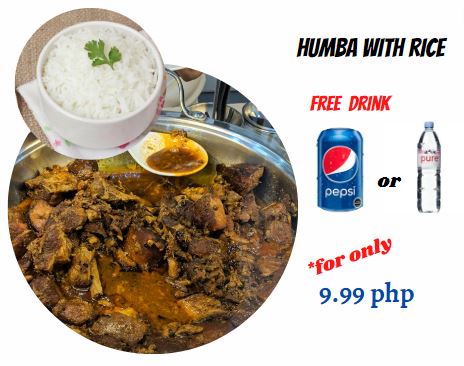 HUMBA WITH RICE
FREE DRINK
pepsi
or
pure
*for only
9.99 php